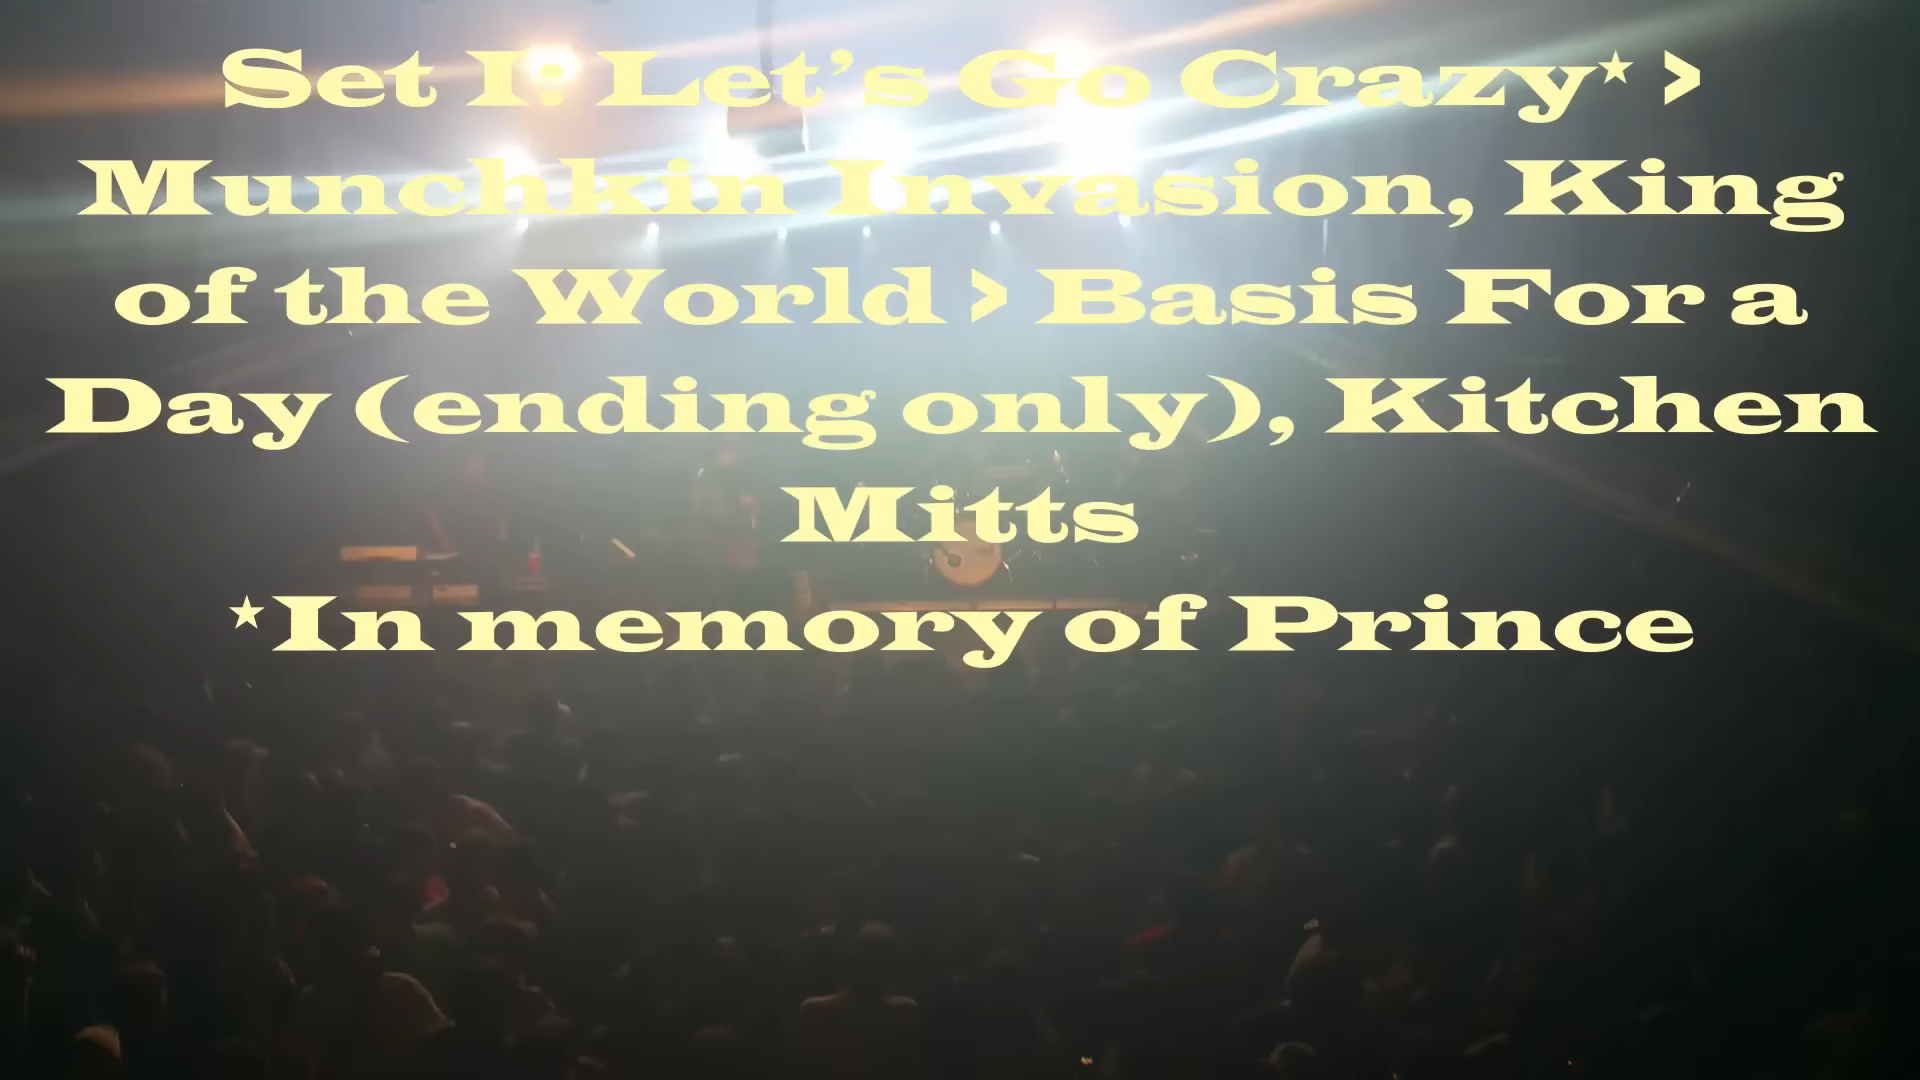 Set I: Let’s Go Crazy* >
Munchkin Invasion, King
of the World > Basis For a
Day (ending only), Kitchen
Mitts
*In memory of Prince